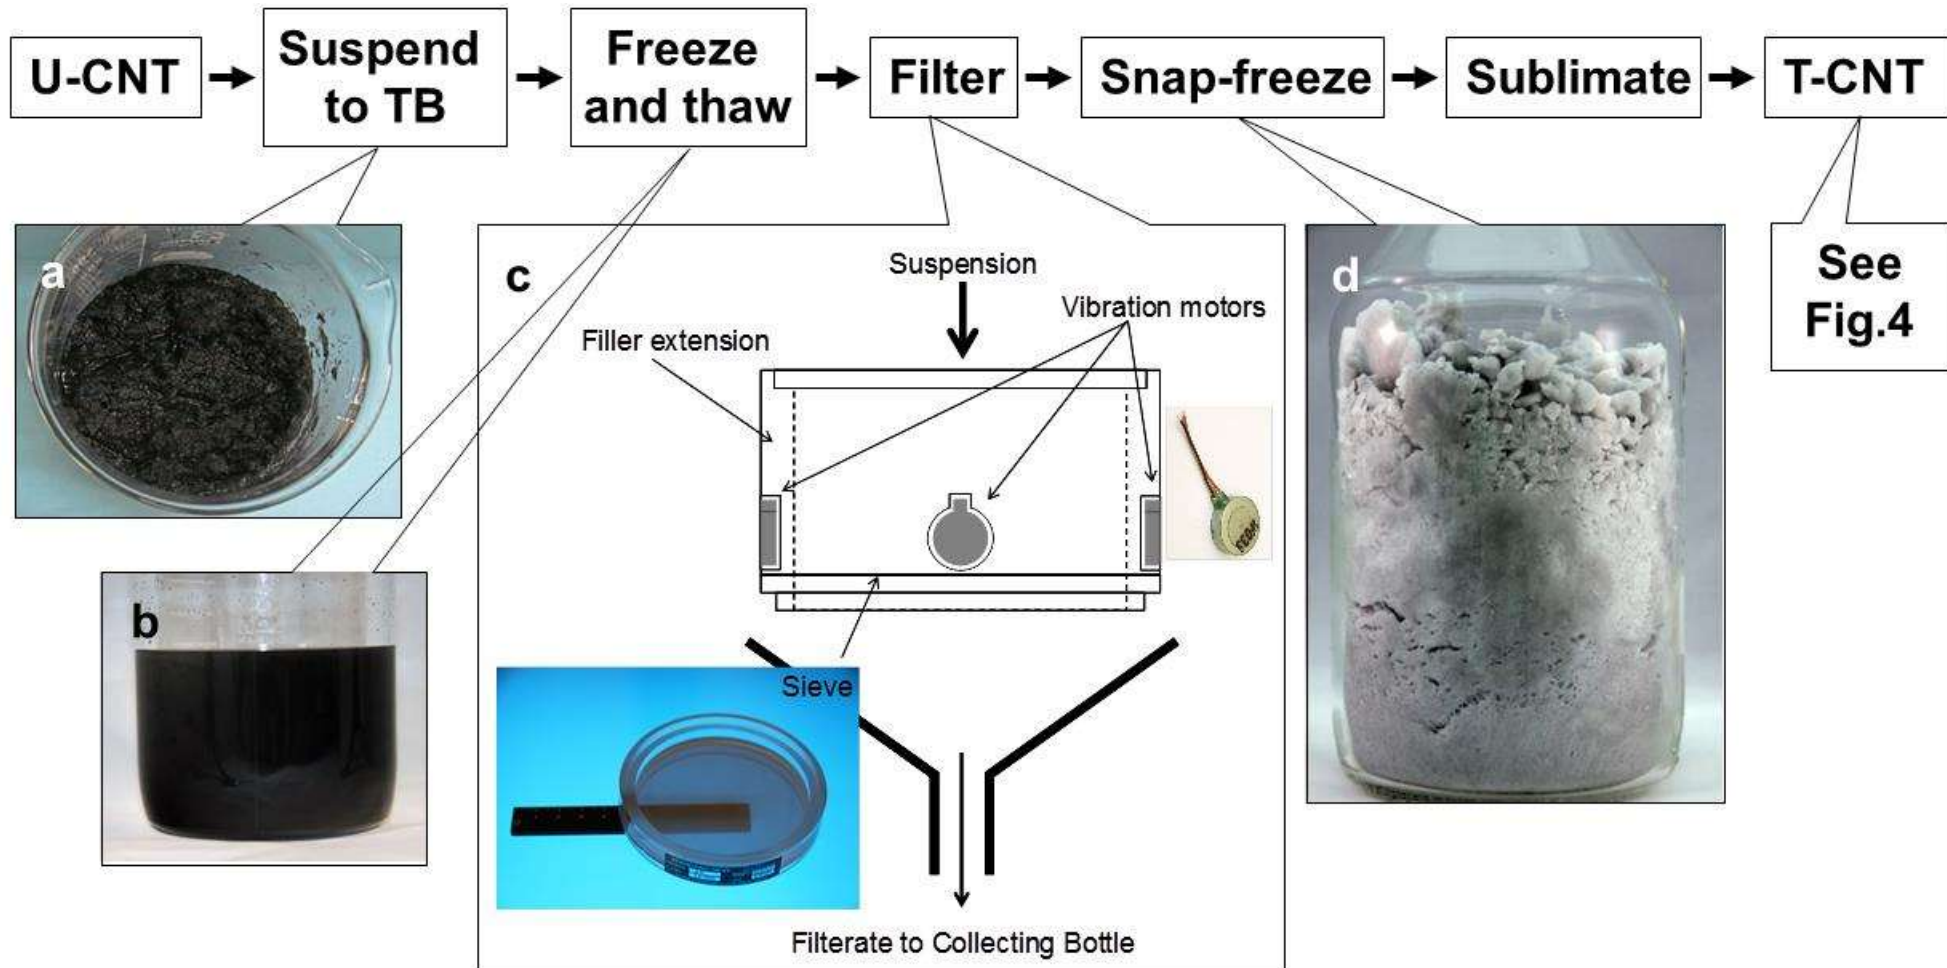 U-CNT
Suspend
to TB
Freeze
and thaw
Filter
Snap-freeze
Sublimate
T-CNT
See
Fig.4
a
b
c
Suspension
Vibration motors
Filler extension
Sieve
Filterate to Collecting Bottle
d